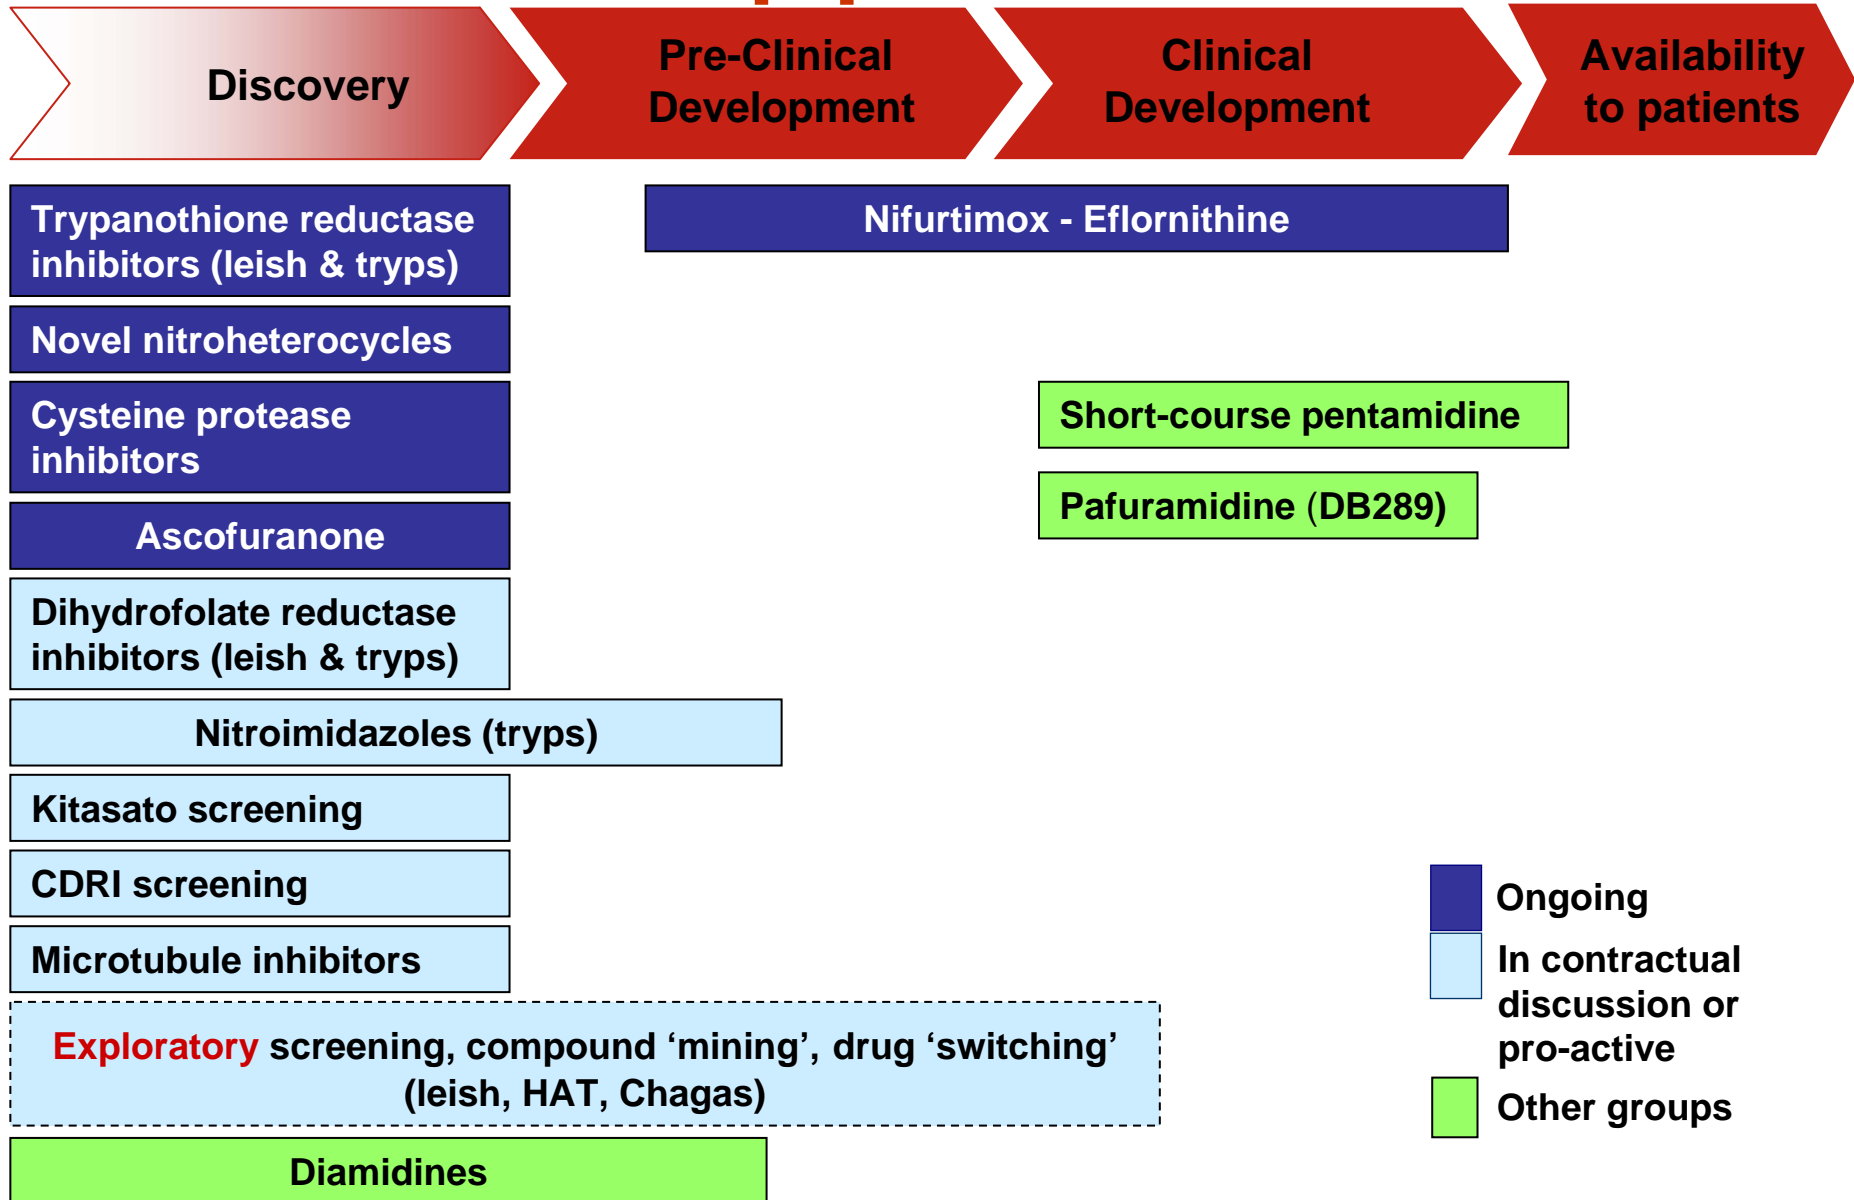 Discovery
Pre-Clinical
Development
Clinical
Development
Availability
to patients
Trypanothione reductase
inhibitors (leish & tryps)
Nifurtimox - Eflornithine
Novel nitroheterocycles
Cysteine protease
inhibitors
Short-course pentamidine
Pafuramidine (DB289)
Ascofuranone
Dihydrofolate reductase
inhibitors (leish & tryps)
Nitroimidazoles (tryps)
Kitasato screening
CDRI screening
Microtubule inhibitors
Exploratory screening, compound ‘mining’, drug ‘switching’
(leish, HAT, Chagas)
Diamidines
Ongoing
In contractual
discussion or
pro-active
Other groups